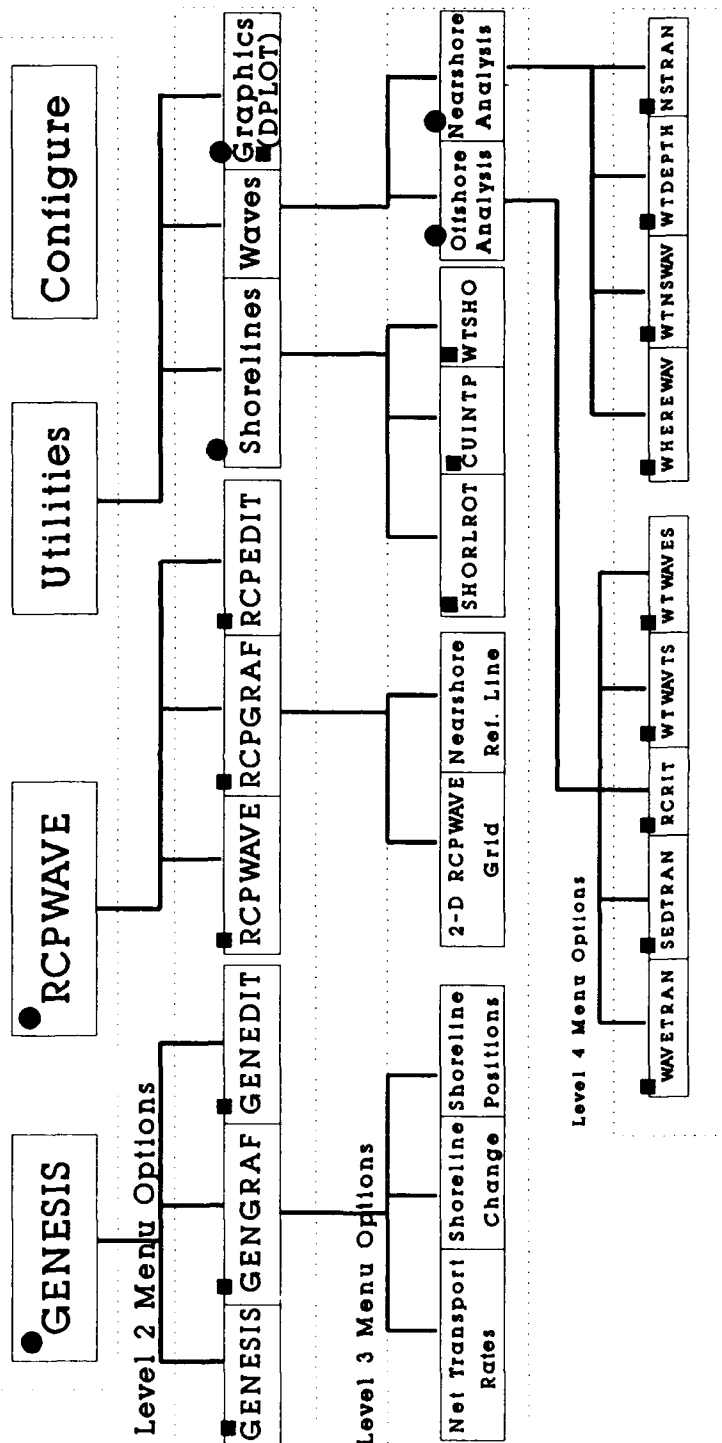 GENESIS
RCPWAVE
Utilities
Configure
Level 2 Menu Options
GENESIS
GENGRAF
GENEDIT
RCPWAVE
RCPGRAF
RCPEDIT
Shorelines
Waves
Graphics
(DPLOT)
Level 3 Menu Options
Net Transport
Rates
Shoreline
Change
Shoreline
Positions
2-D RCPWAVE
Grid
Nearshore
Ref. Line
SHORLROT
CUINTP
WTSHO
Offshore
Analysis
Nearshore
Analysis
Level 4 Menu Options
WAVETRAN
SEDTRAN
RCRIT
WTWAVTS
WTWAVES
WHEREWAV
WTNSWAV
WTDEPTH
NSTRAN